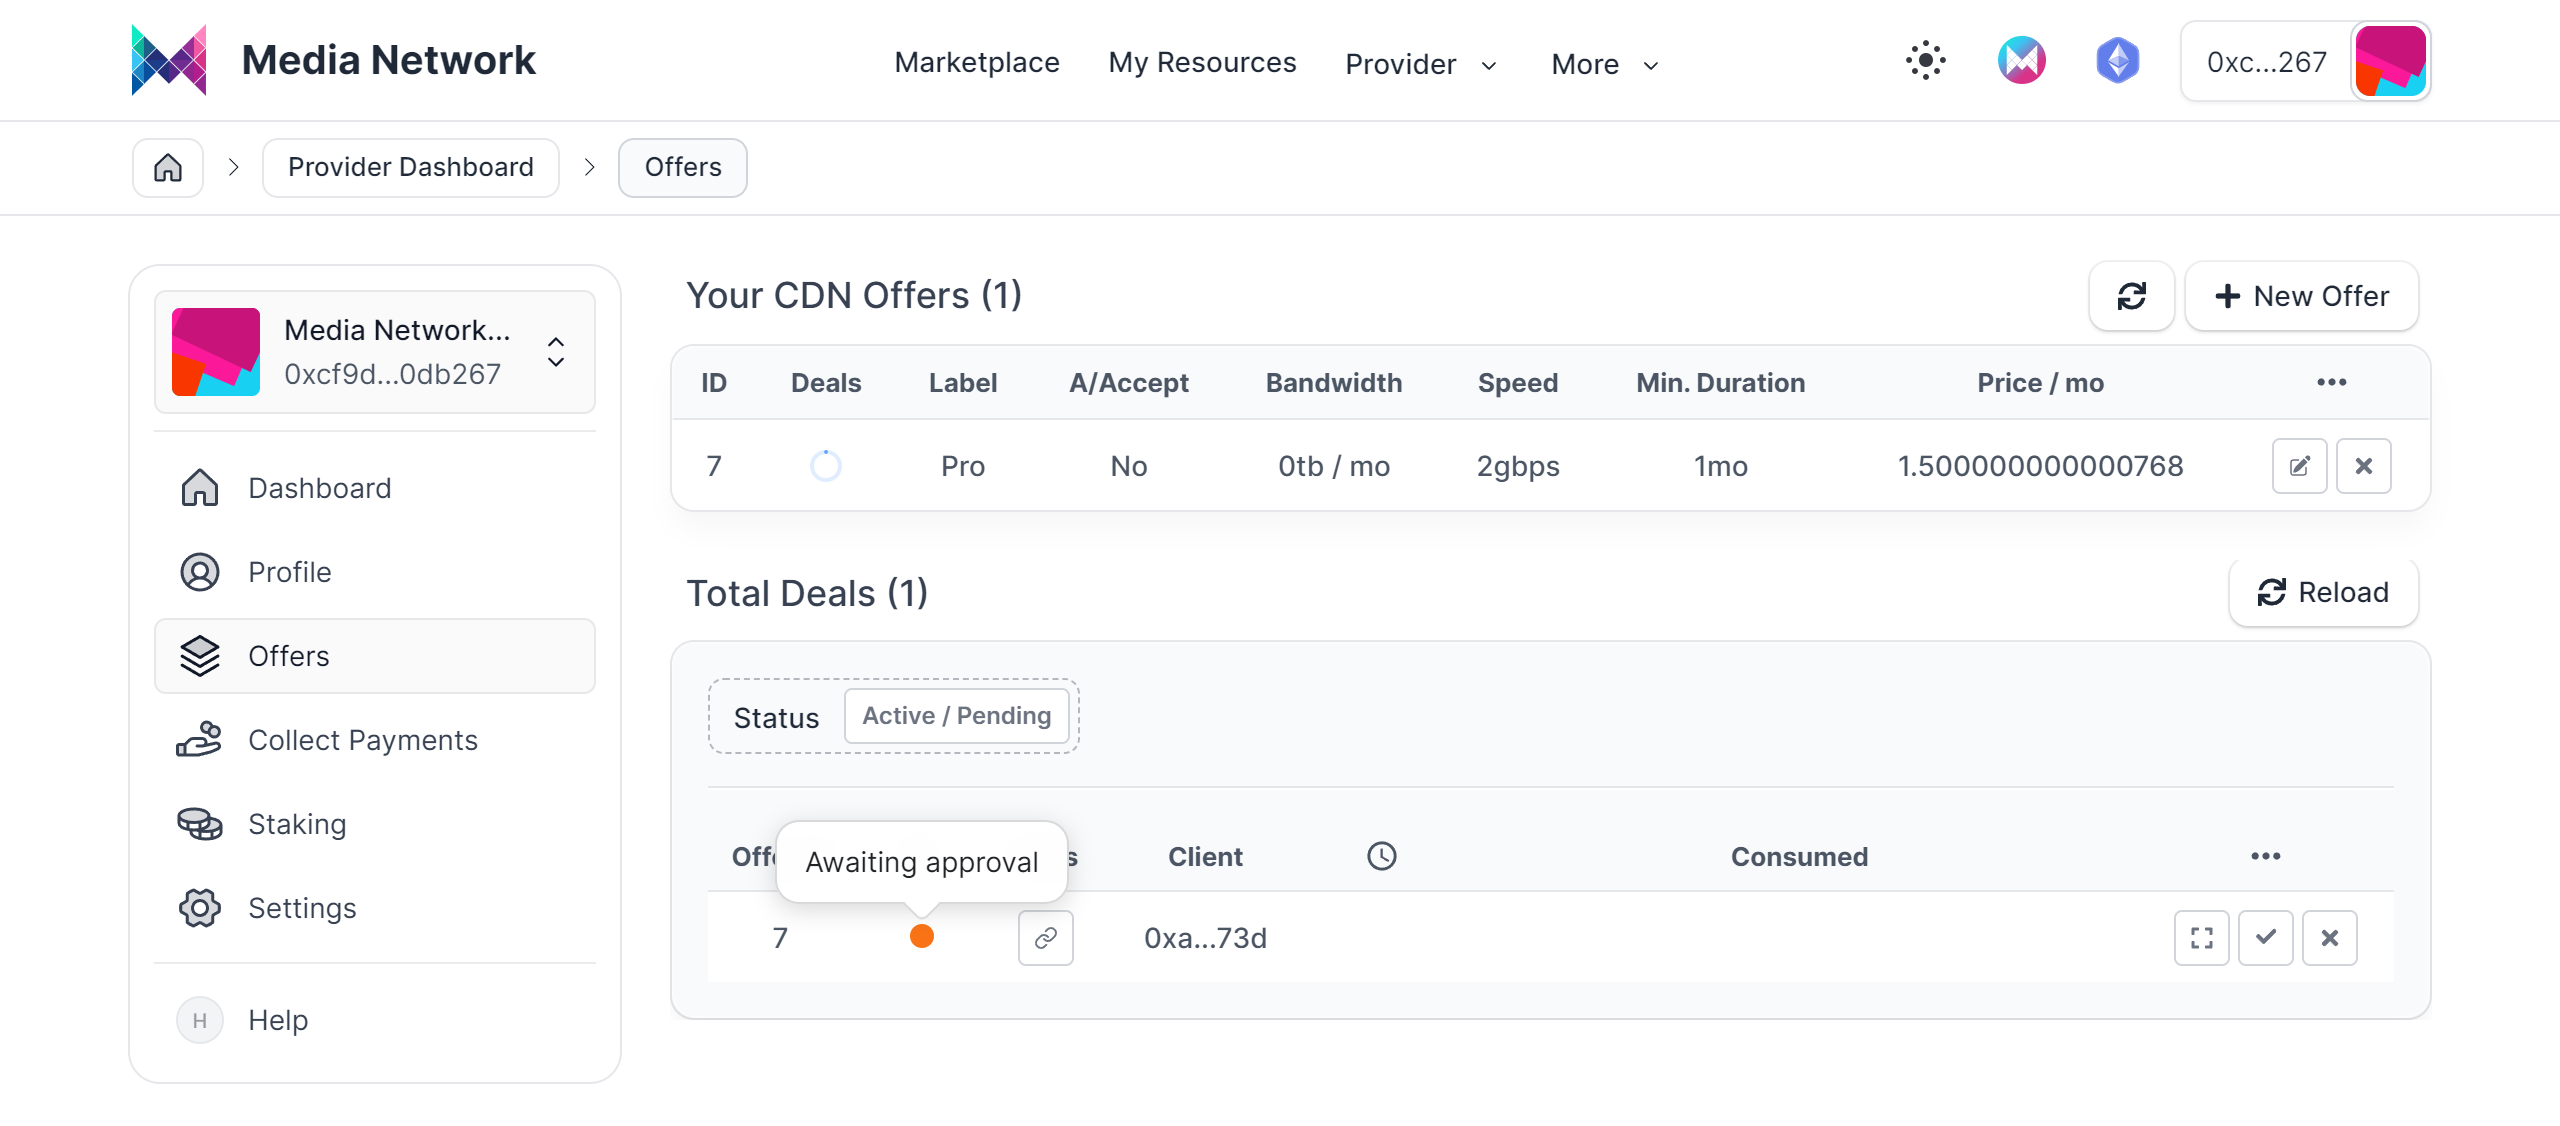 Media Network
Marketplace My Resources Provider More
0xc...267
Provider Dashboard Offers
Media Network...
0xcf9d...0db267
Dashboard
Profile
Offers
Collect Payments
Staking
Settings
H Help
Your CDN Offers (1)
New Offer
ID Deals Label A/Accept Bandwidth Speed Min. Duration Price / mo
7 Pro No 0tb / mo 2gbps 1mo 1.500000000000768
Total Deals (1)
Reload
Status Active / Pending
Awaiting approval
Client Consumed
7 0xa...73d